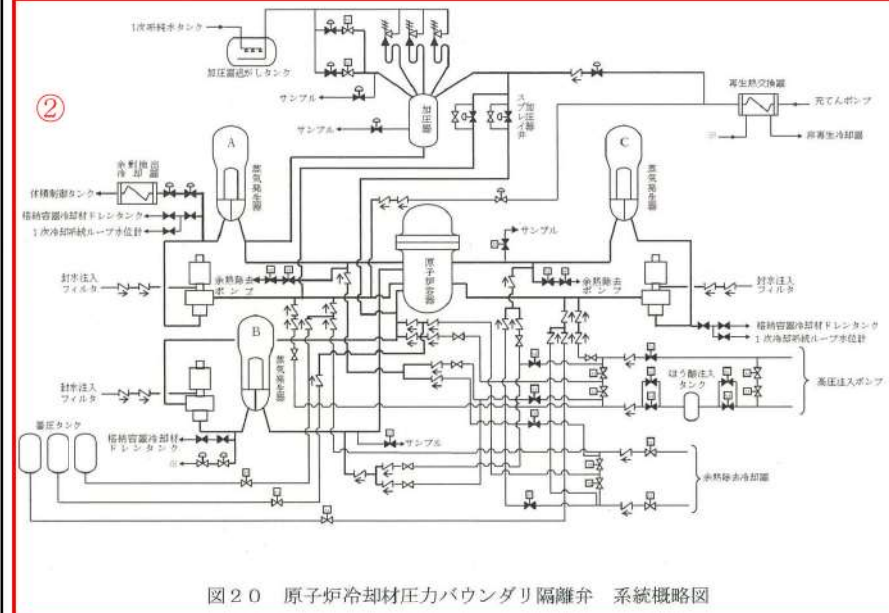 1次系純水タンク
加圧器逃がしタンク
再生熱交換器
充てんポンプ
サンプル
加圧器
スプレイ弁
加圧器
※
非再生冷却器
②
サンプル
A
蒸気発生器
C
蒸気発生器
余剰抽出
冷却器
体積制御タンク
格納容器冷却材ドレンタンク
1次冷却系統ループ水位計
原子炉容器
サンプル
封水注入
フィルタ
余熱除去
ポンプ
余熱除去
ポンプ
封水注入
フィルタ
B
蒸気発生器
格納容器冷却材ドレンタンク
1次冷却系統ループ水位計
封水注入
フィルタ
ほう酸注入
タンク
高圧注入ポンプ
蓄圧タンク
格納容器冷却材
ドレンタンク
※
サンプル
余熱除去冷却器
図20 原子炉冷却材圧力バウンダリ隔離弁 系統概略図